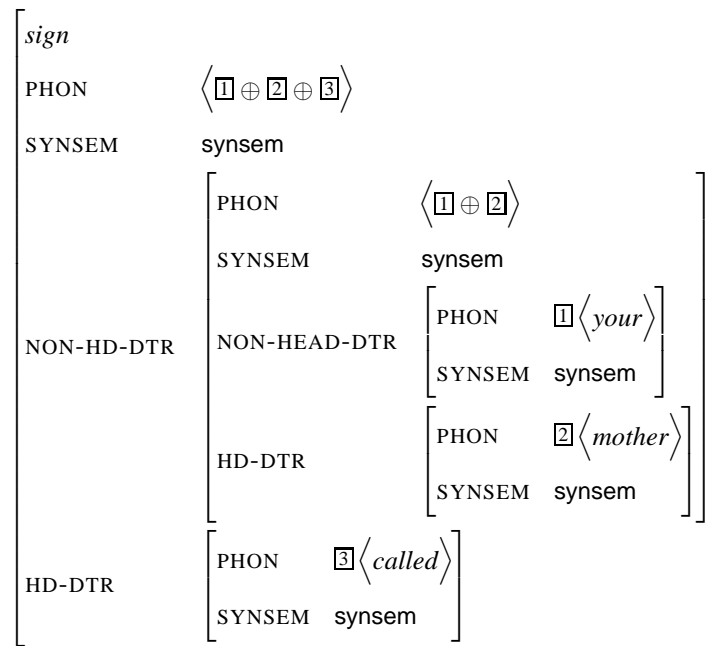 sign
PHON ⟨[1] ⊕ [2] ⊕ [3]⟩
SYNSEM synsem
PHON ⟨[1] ⊕ [2]⟩
SYNSEM synsem
NON-HD-DTR NON-HEAD-DTR PHON [1]⟨your⟩
SYNSEM synsem
HD-DTR PHON [2]⟨mother⟩
SYNSEM synsem
HD-DTR PHON [3]⟨called⟩
SYNSEM synsem